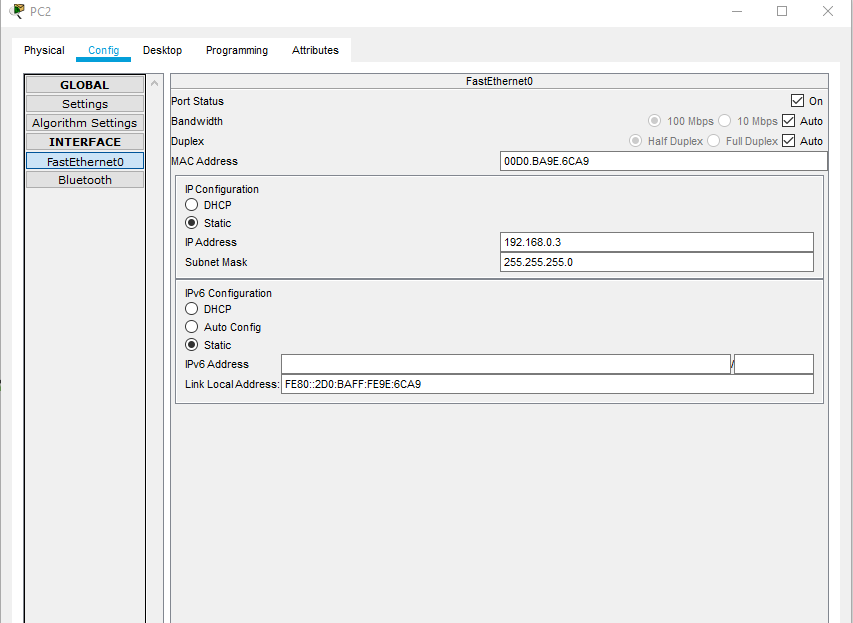 PC2
Physical Config Desktop Programming Attributes
GLOBAL
Settings
Algorithm Settings
INTERFACE
FastEthernet0
Bluetooth
FastEthernet0
Port Status On
Bandwidth 100 Mbps 10 Mbps Auto
Duplex Half Duplex Full Duplex Auto
MAC Address 00D0.BA9E.6CA9
IP Configuration
DHCP
Static
IP Address 192.168.0.3
Subnet Mask 255.255.255.0
IPv6 Configuration
DHCP
Auto Config
Static
IPv6 Address /
Link Local Address: FE80::2D0:BAFF:FE9E:6CA9